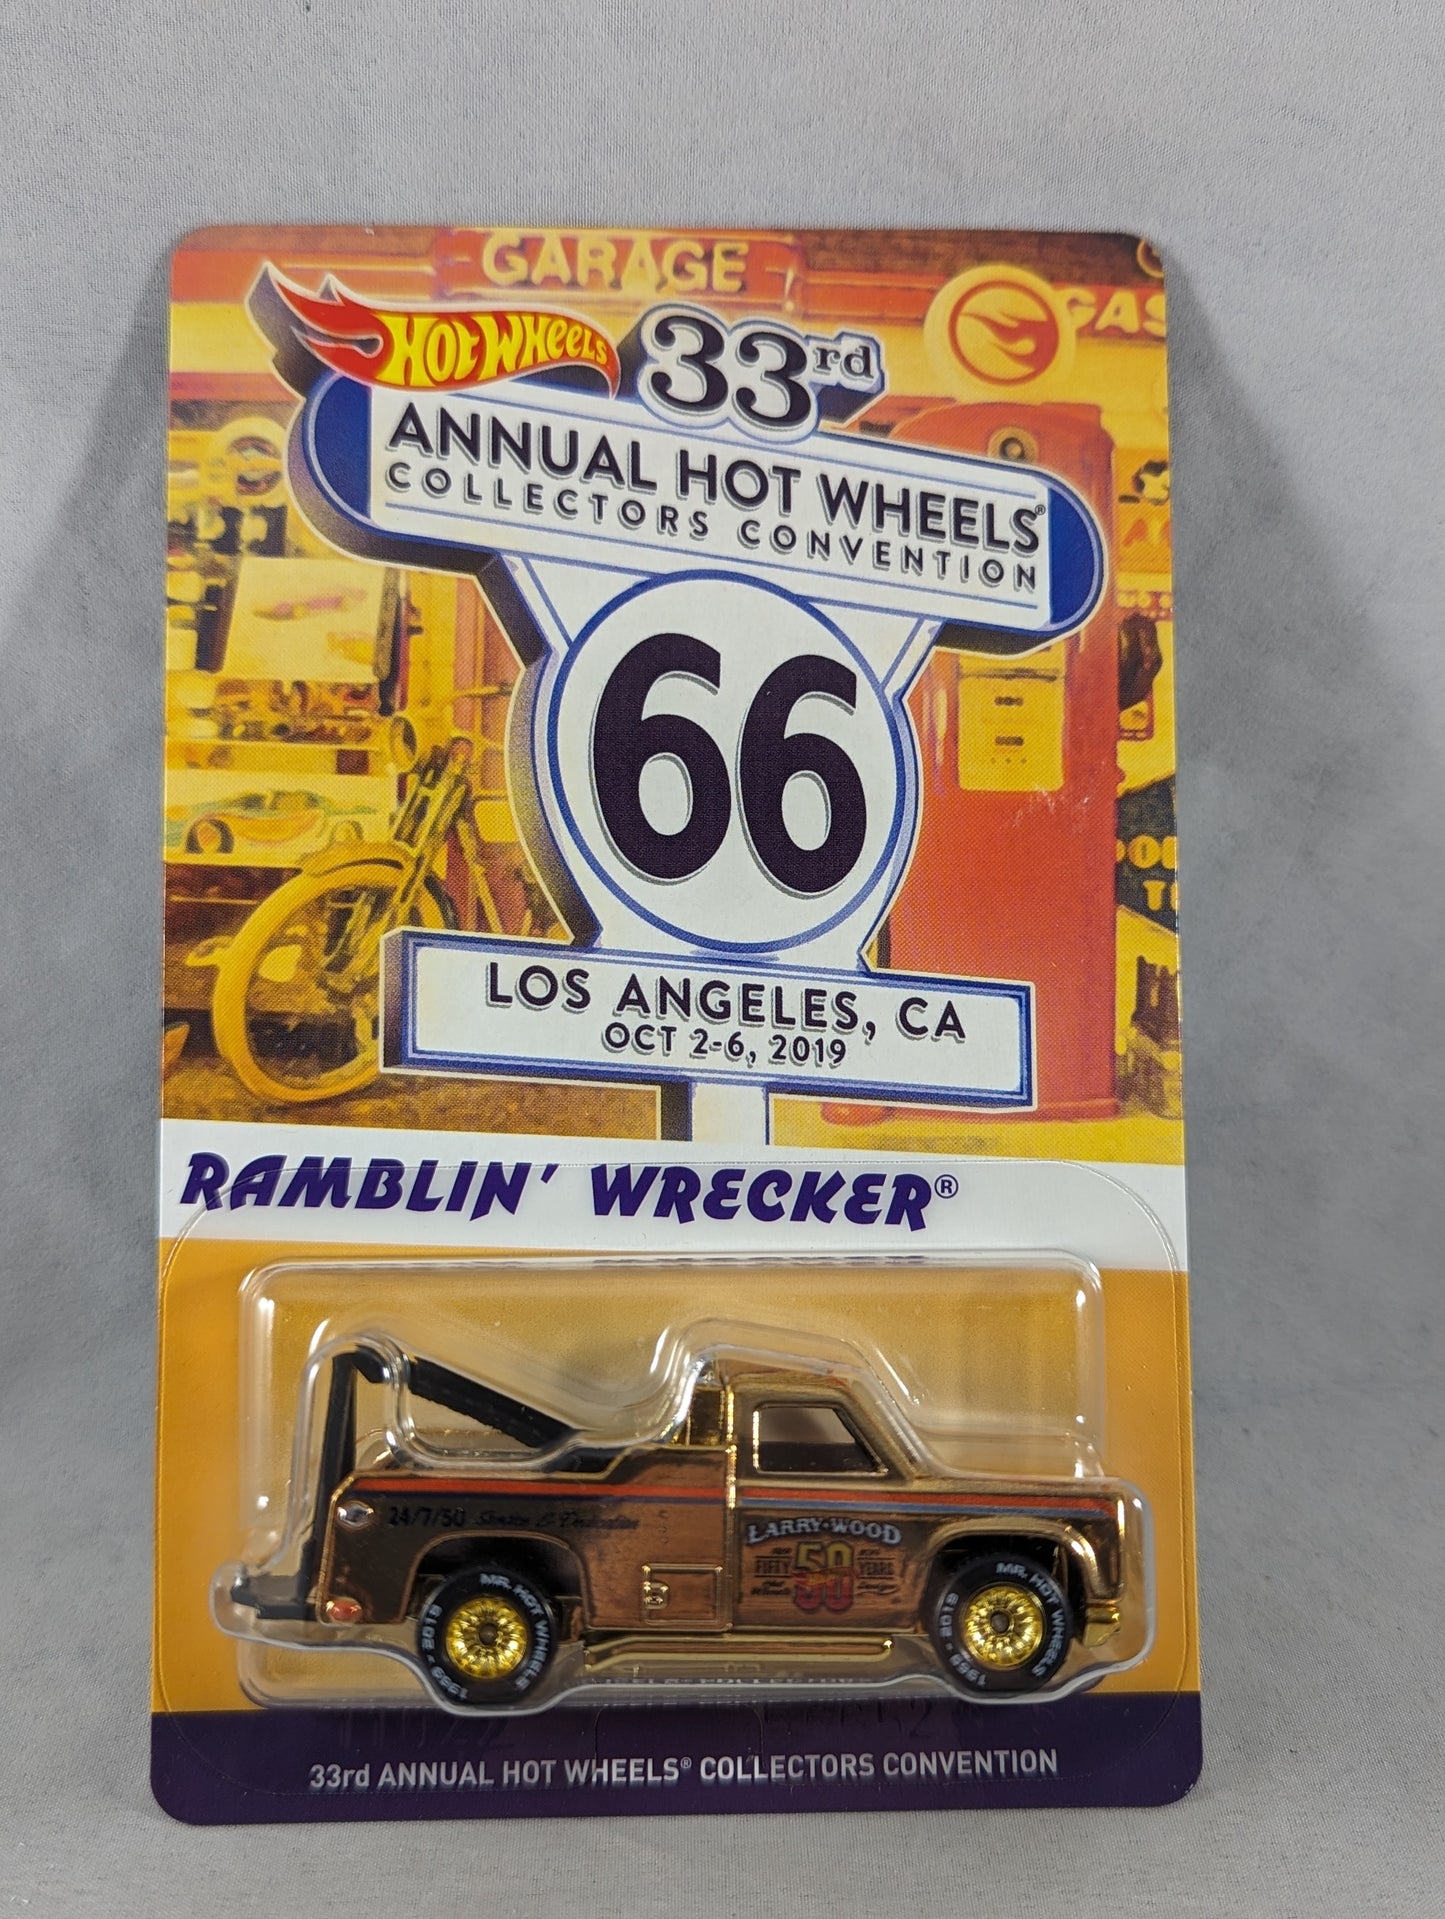 GARAGE
GAS
HOT WHEELS
33rd
ANNUAL HOT WHEELS®
COLLECTORS CONVENTION
66
LOS ANGELES, CA
OCT 2-6, 2019
RAMBLIN' WRECKER®
24/7/50
LARRY•WOOD
FIFTY 50 YEARS
MR. HOT WHEELS
1969 - 2019
MR. HOT WHEELS
1969 - 2019
33rd ANNUAL HOT WHEELS® COLLECTORS CONVENTION